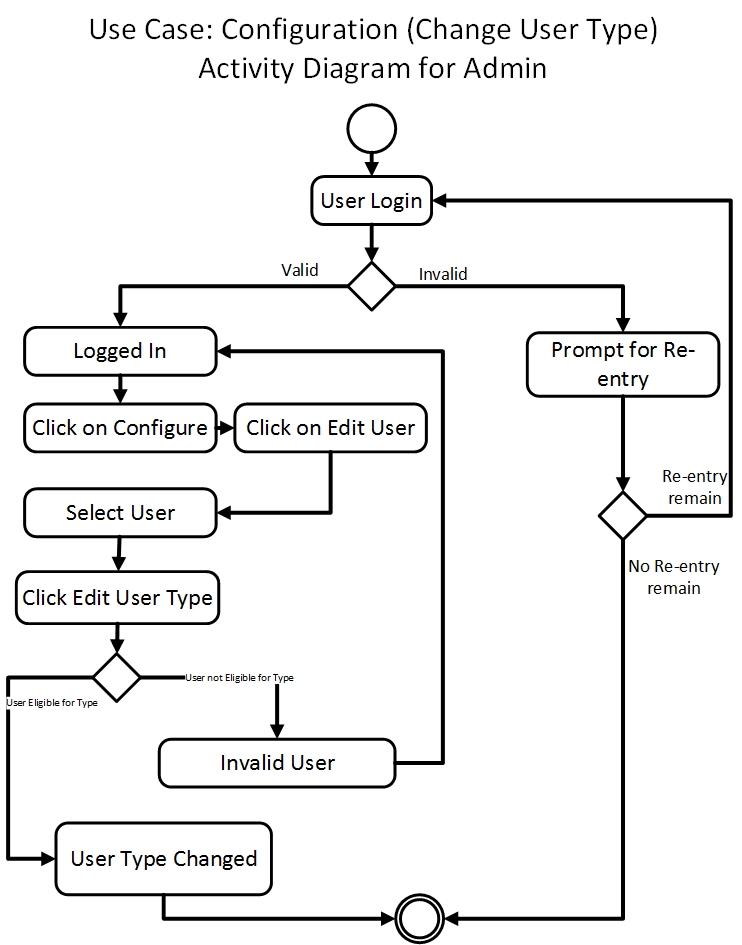 Use Case: Configuration (Change User Type)
Activity Diagram for Admin
User Login
Valid
Invalid
Logged In
Prompt for Re-
entry
Click on Configure
Click on Edit User
Re-entry
remain
Select User
No Re-entry
remain
Click Edit User Type
User not Eligible for Type
User Eligible for Type
Invalid User
User Type Changed